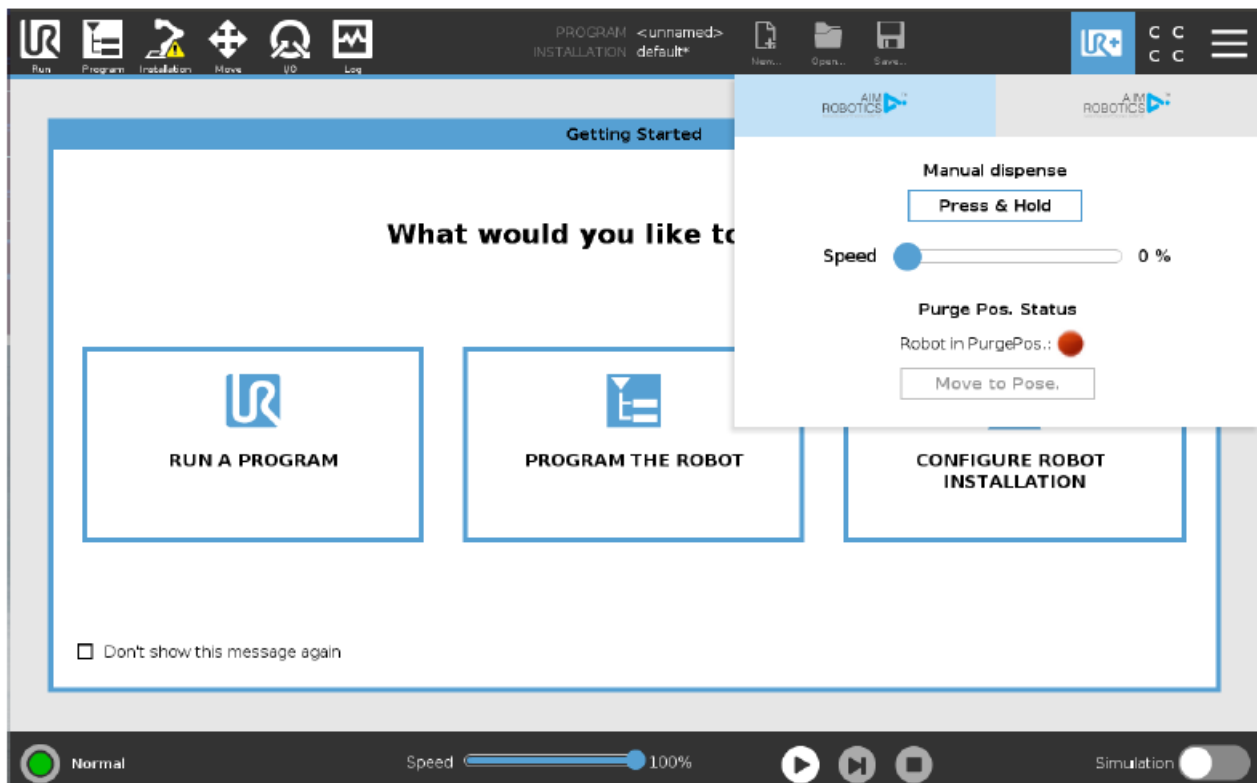 Run Program Installation Move I/O Log
PROGRAM <unnamed>
INSTALLATION default*
New... Open... Save...
UR+
C C
C C
AIM
ROBOTICS
AIM
ROBOTICS
Getting Started
What would you like to
Manual dispense
Press & Hold
Speed 0 %
Purge Pos. Status
Robot in PurgePos.:
Move to Pose.
RUN A PROGRAM
PROGRAM THE ROBOT
CONFIGURE ROBOT
INSTALLATION
Don't show this message again
Normal
Speed 100%
Simulation